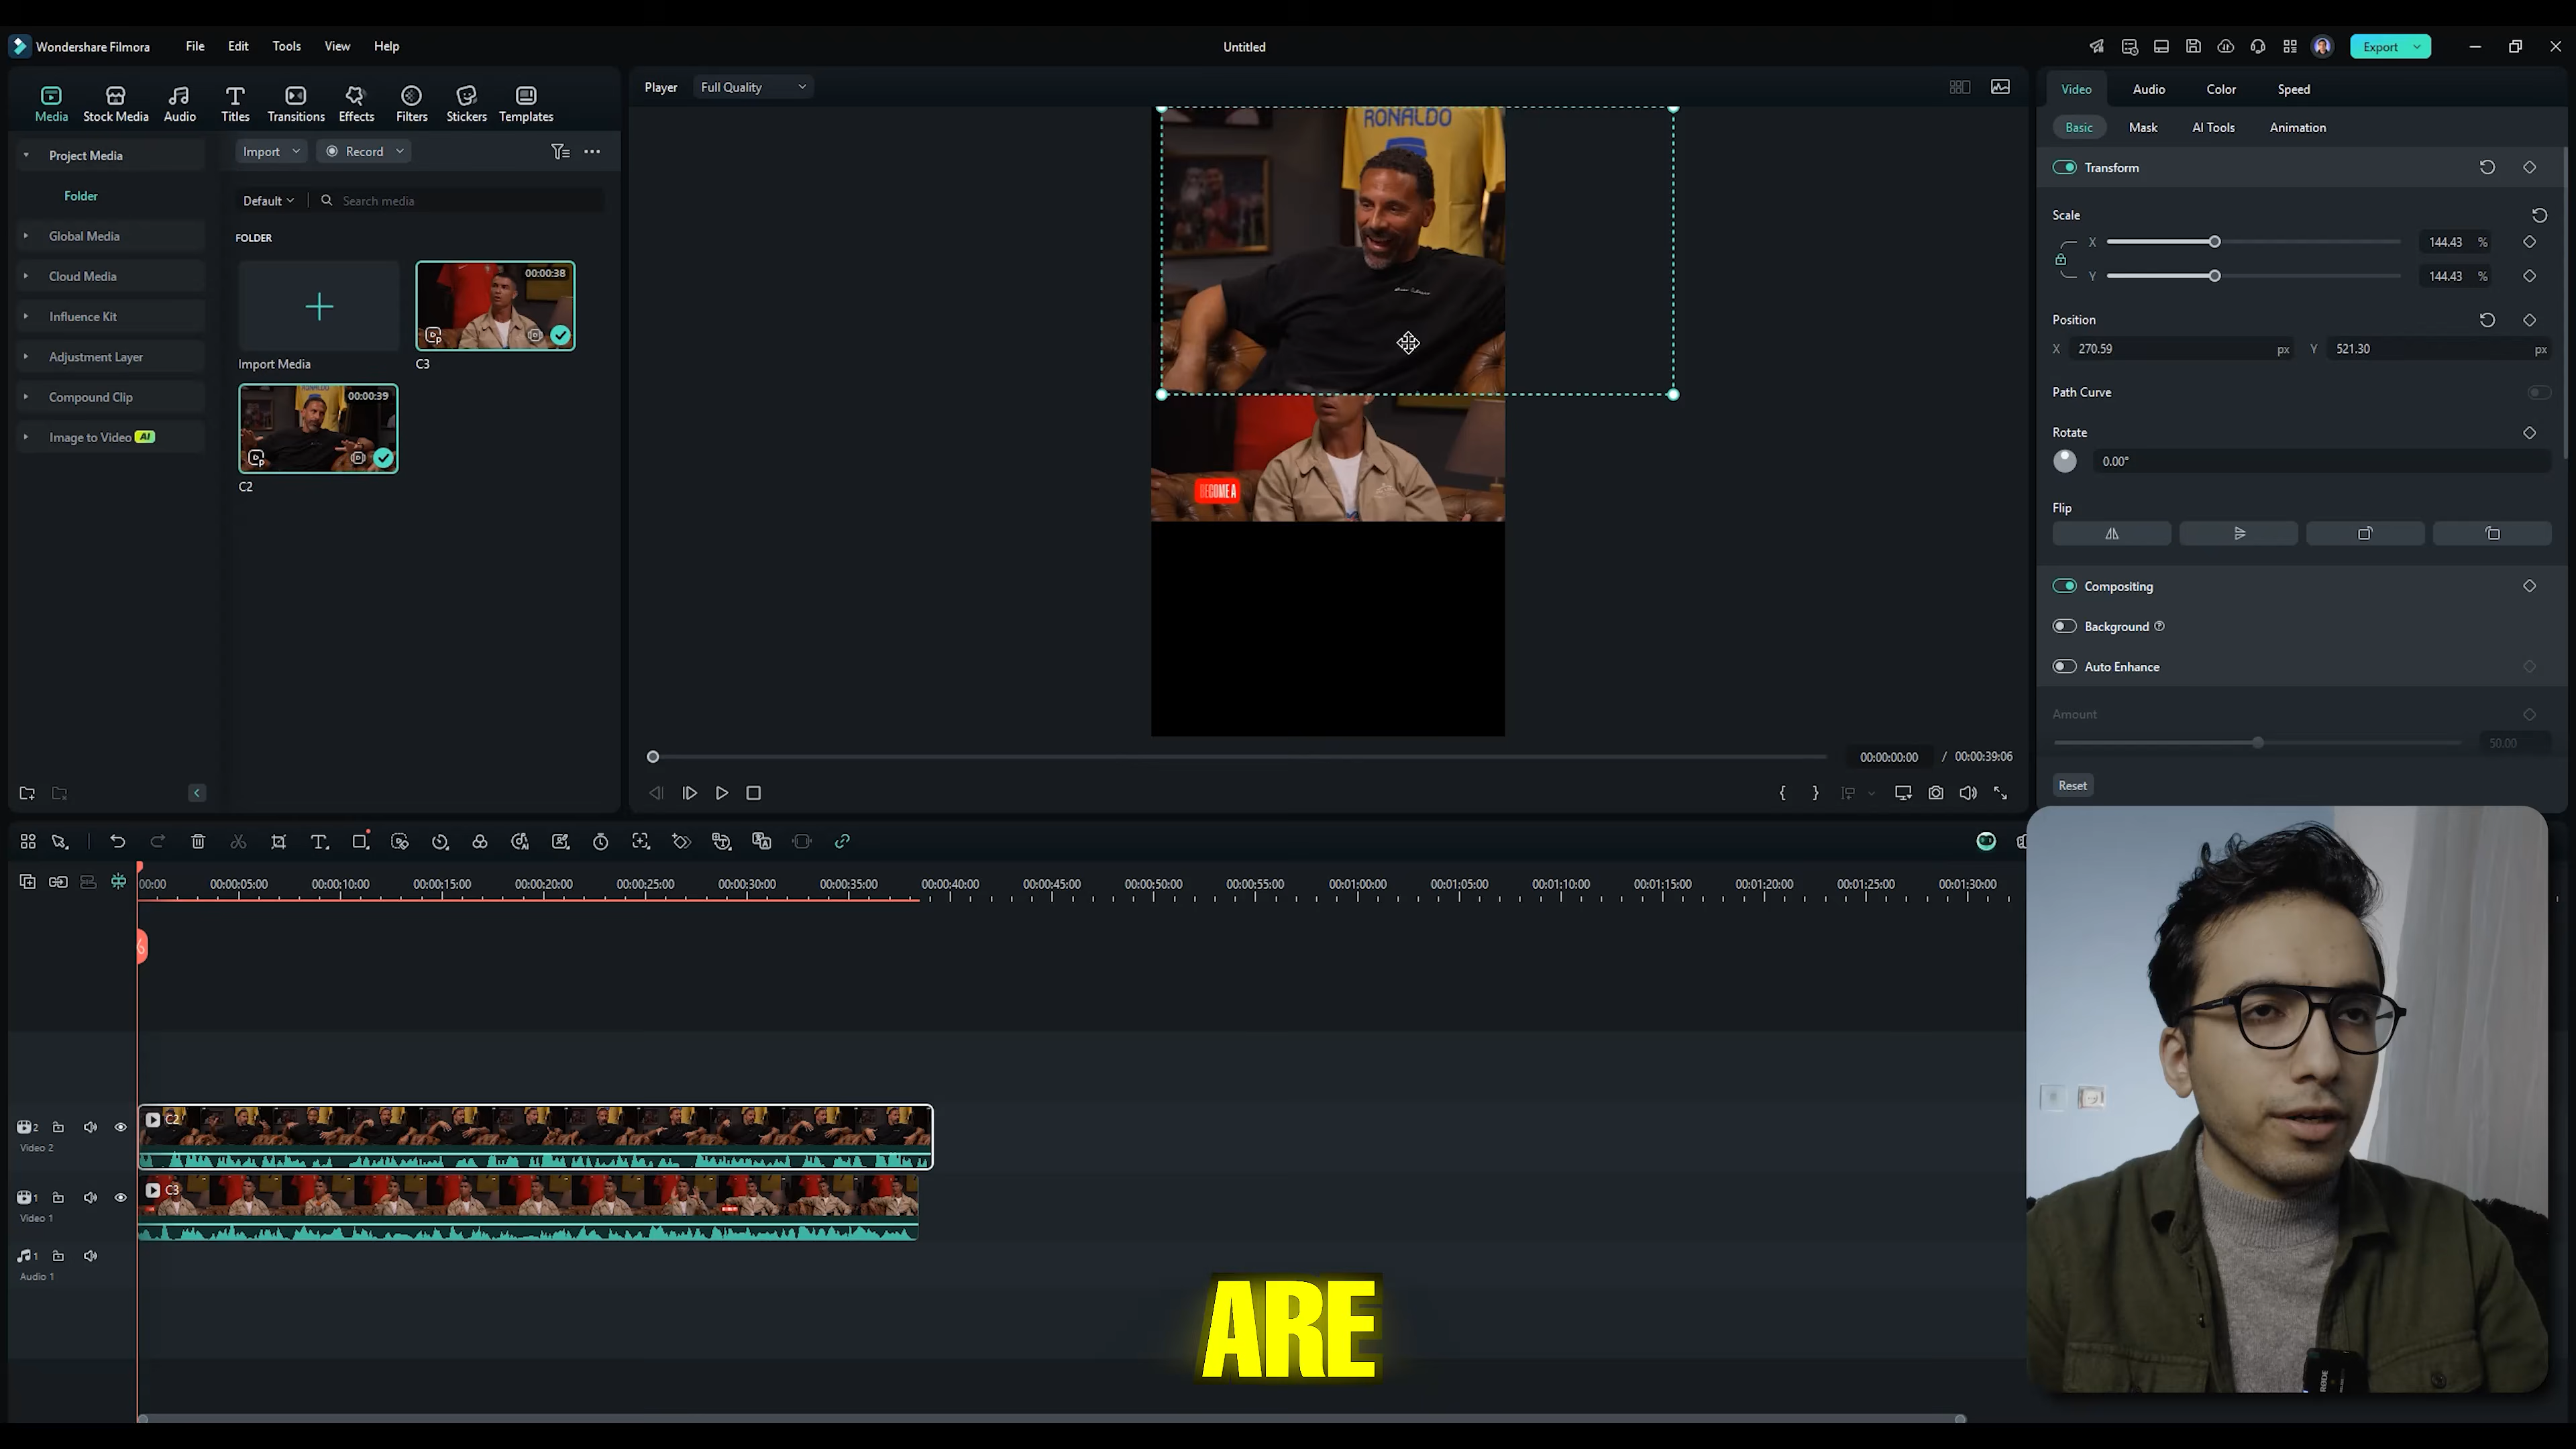 Wondershare Filmora File Edit Tools View Help Untitled Export
Media Stock Media Audio Titles Transitions Effects Filters Stickers Templates
Project Media
Folder
Global Media
Cloud Media
Influence Kit
Adjustment Layer
Compound Clip
Image to Video AI
Import Record
Default Search media
FOLDER
Import Media
00:00:38
C3
00:00:39
C2
Player Full Quality
RONALDO
BECOME A
00:00:00:00 / 00:00:39:06
Video Audio Color Speed
Basic Mask AI Tools Animation
Transform
Scale
X 144.43 %
Y 144.43 %
Position
X 270.59 px Y 521.30 px
Path Curve
Rotate
0.00°
Flip
Compositing
Background
Auto Enhance
Amount
50.00
Reset
00:00 00:00:05:00 00:00:10:00 00:00:15:00 00:00:20:00 00:00:25:00 00:00:30:00 00:00:35:00 00:00:40:00 00:00:45:00 00:00:50:00 00:00:55:00 00:01:00:00 00:01:05:00 00:01:10:00 00:01:15:00 00:01:20:00 00:01:25:00 00:01:30:00
2 C2
Video 2
1 C3
Video 1
1
Audio 1
ARE
RØDE